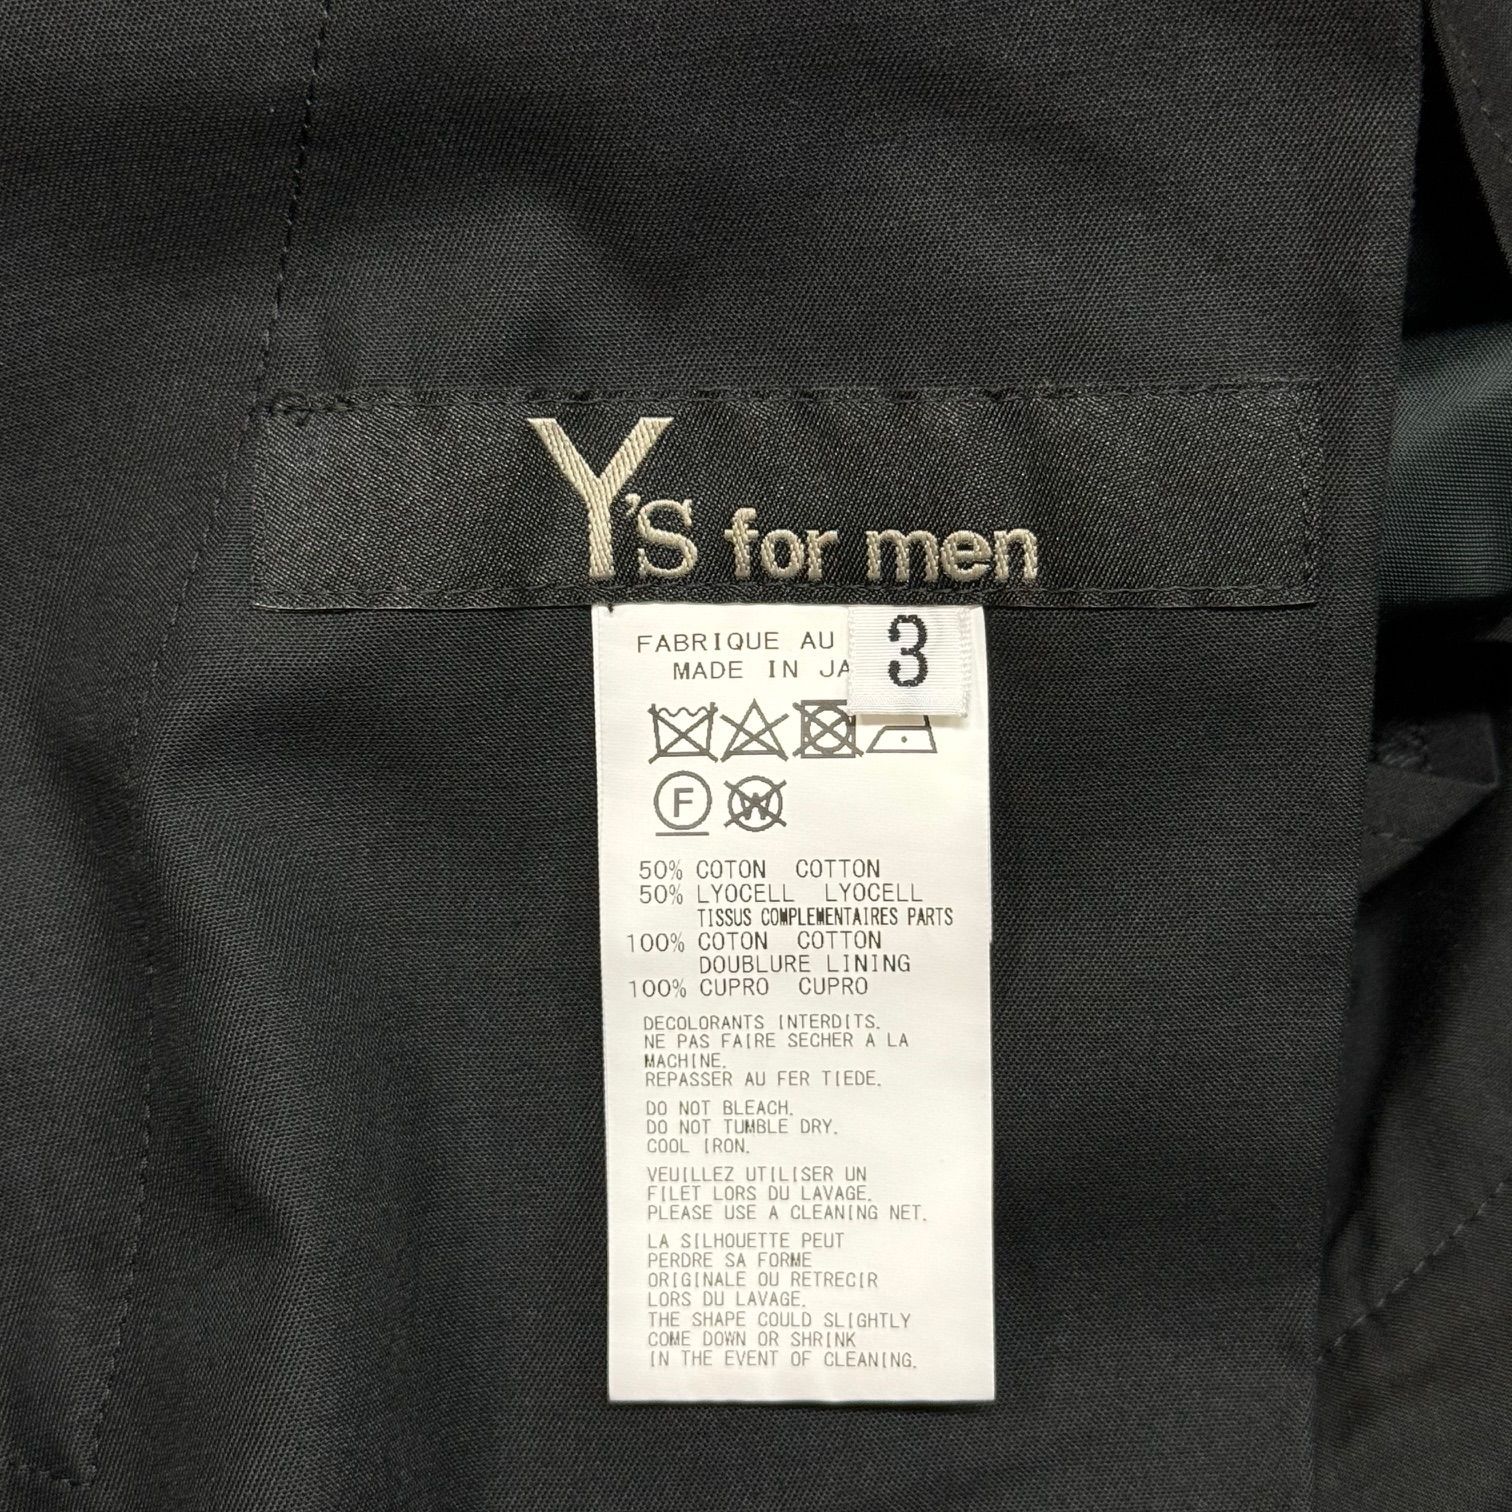 Y's for men
3
FABRIQUE AU
MADE IN JA
F
W
50% COTON COTTON
50% LYOCELL LYOCELL
TISSUS COMPLEMENTAIRES PARTS
100% COTON COTTON
DOUBLURE LINING
100% CUPRO CUPRO
DECOLORANTS INTERDITS.
NE PAS FAIRE SECHER A LA
MACHINE.
REPASSER AU FER TIEDE.
DO NOT BLEACH.
DO NOT TUMBLE DRY.
COOL IRON.
VEUILLEZ UTILISER UN
FILET LORS DU LAVAGE.
PLEASE USE A CLEANING NET.
LA SILHOUETTE PEUT
PERDRE SA FORME
ORIGINALE OU RETRECIR
LORS DU LAVAGE.
THE SHAPE COULD SLIGHTLY
COME DOWN OR SHRINK
IN THE EVENT OF CLEANING.